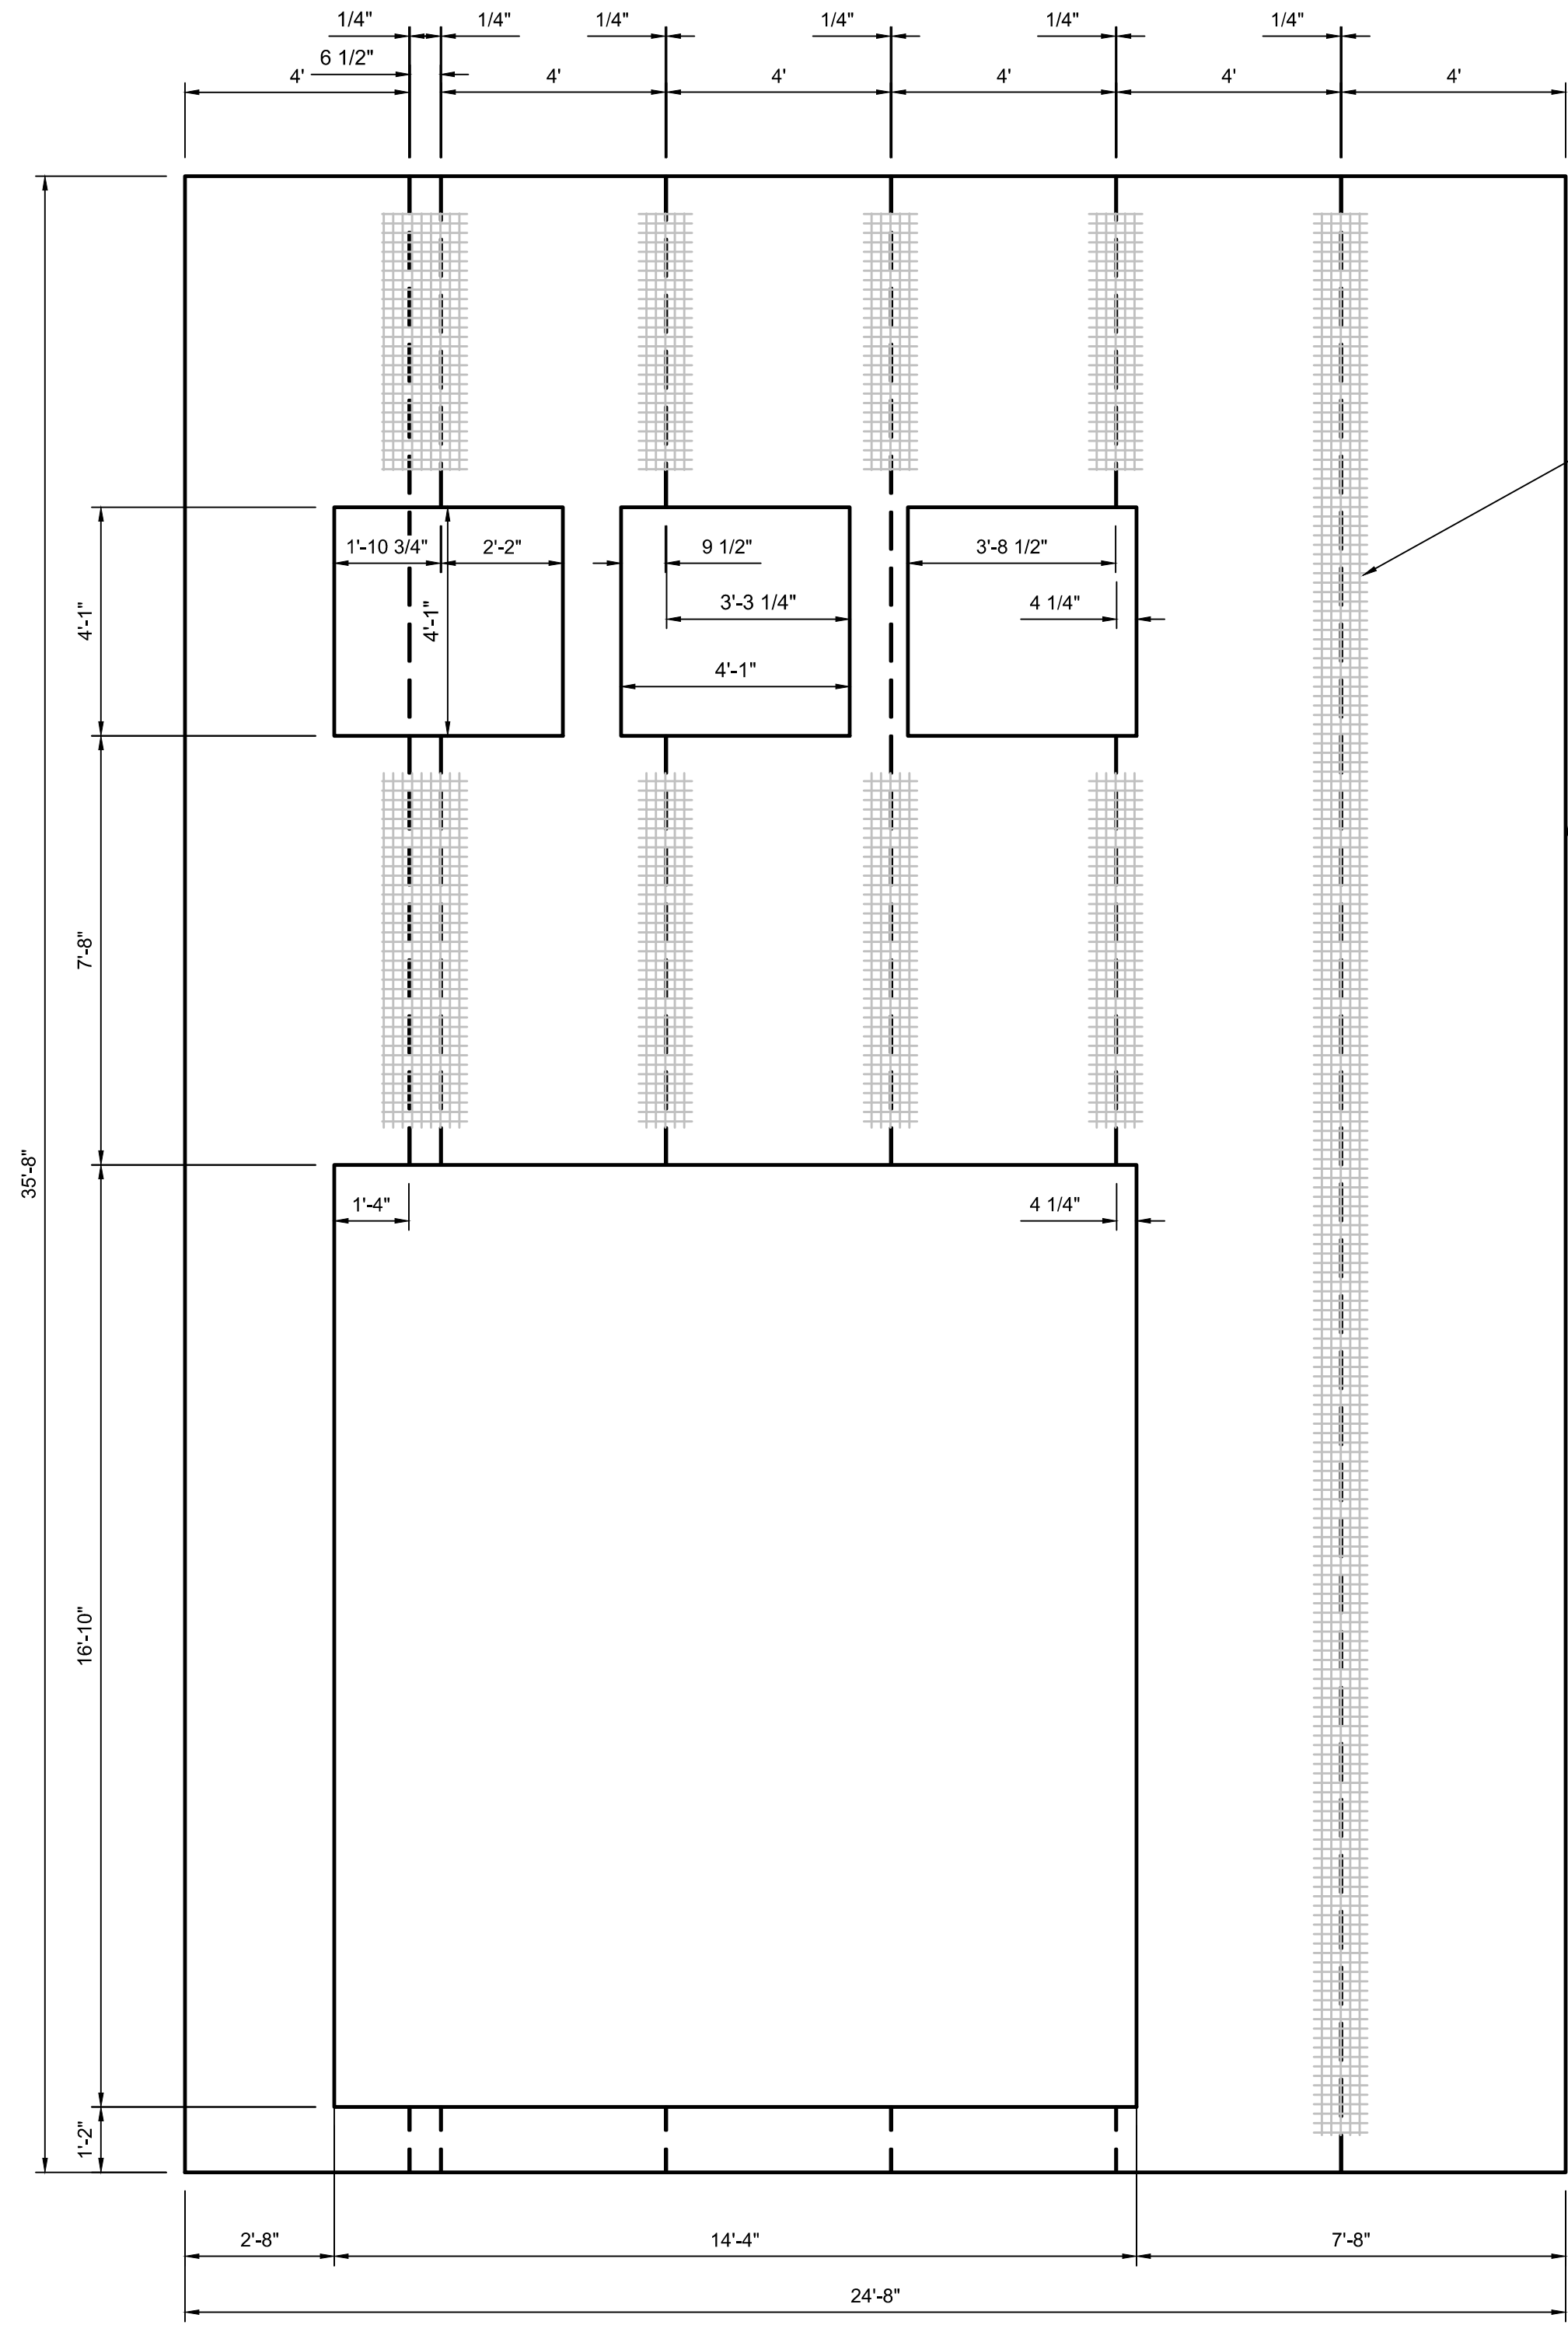 1/4" 1/4" 1/4" 1/4" 1/4" 1/4"
6 1/2"
4' 4' 4' 4' 4' 4'
1'-10 3/4" 2'-2" 9 1/2" 3'-8 1/2"
4'-1" 4'-1" 3'-3 1/4" 4 1/4"
4'-1"
7'-8"
35'-8"
1'-4" 4 1/4"
16'-10"
1'-2"
2'-8" 14'-4" 7'-8"
24'-8"